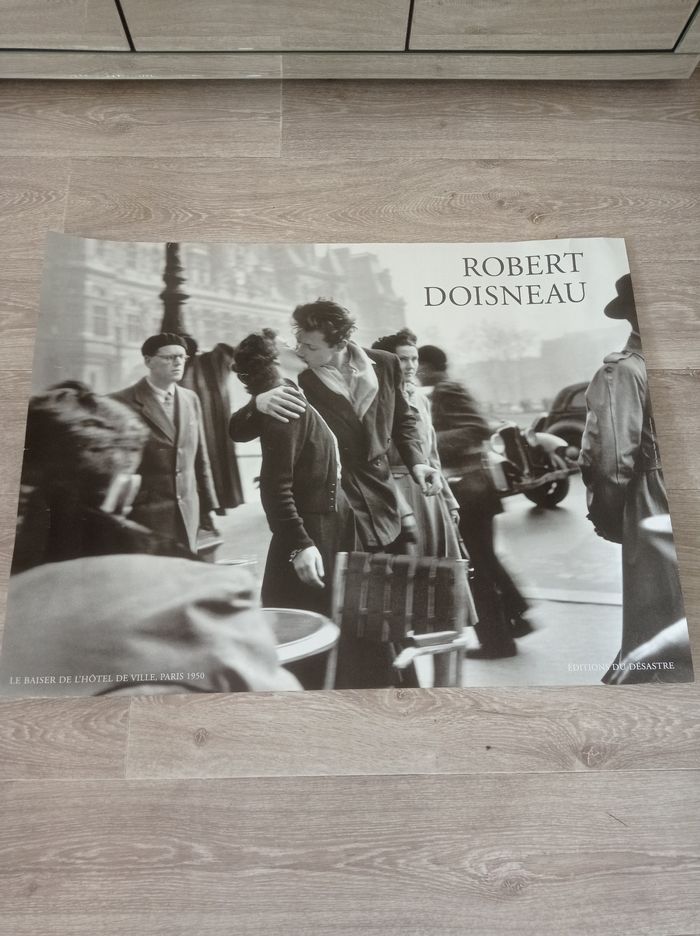 ROBERT
DOISNEAU
LE BAISER DE L'HÔTEL DE VILLE, PARIS 1950
ÉDITIONS DU DÉSASTRE